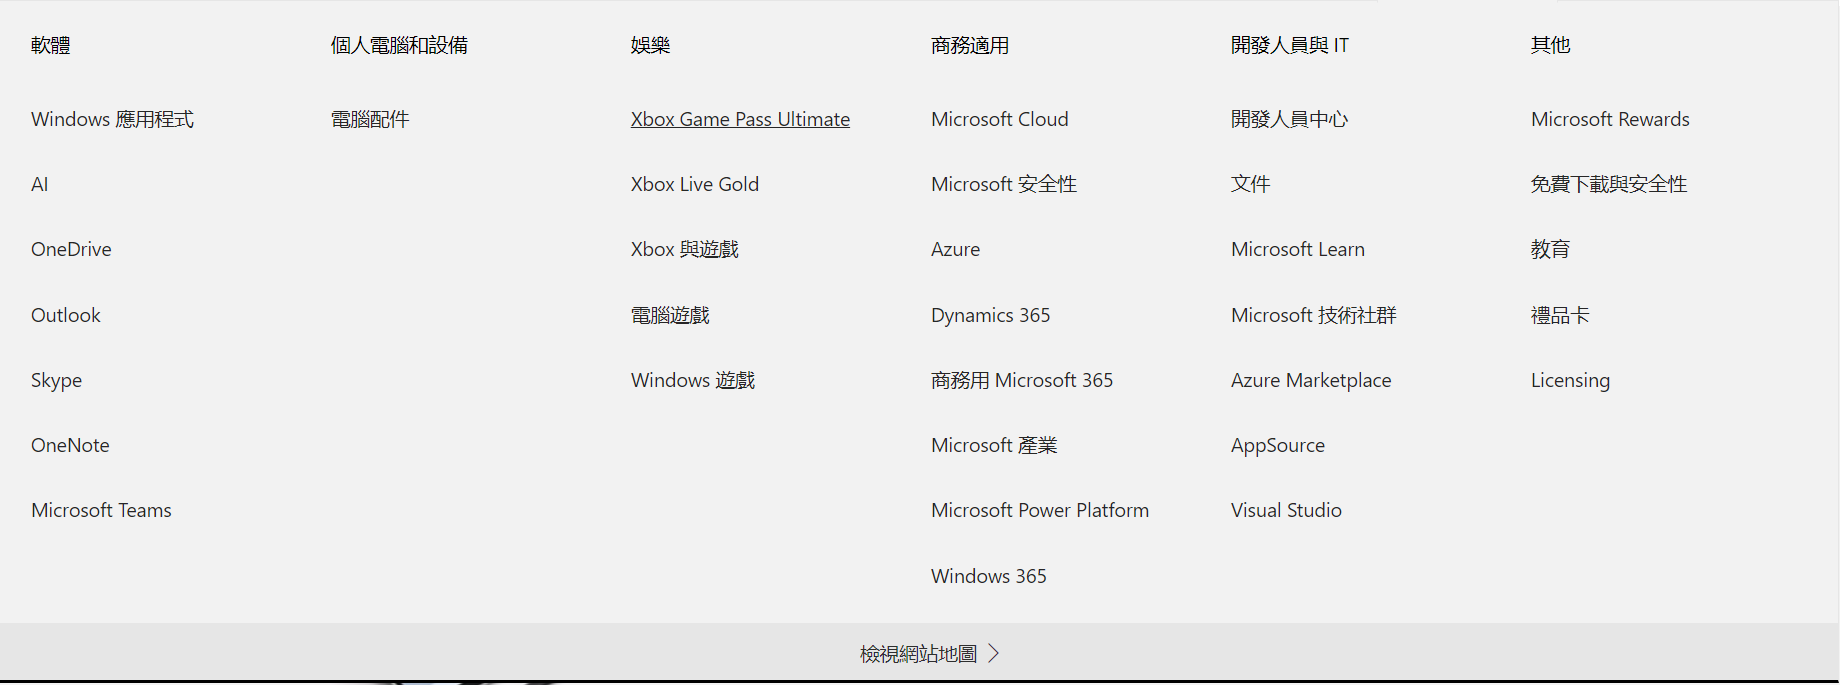 軟體
Windows 應用程式
AI
OneDrive
Outlook
Skype
OneNote
Microsoft Teams
個人電腦和設備
電腦配件
娛樂
Xbox Game Pass Ultimate
Xbox Live Gold
Xbox 與遊戲
電腦遊戲
Windows 遊戲
商務適用
Microsoft Cloud
Microsoft 安全性
Azure
Dynamics 365
商務用 Microsoft 365
Microsoft 產業
Microsoft Power Platform
Windows 365
開發人員與 IT
開發人員中心
文件
Microsoft Learn
Microsoft 技術社群
Azure Marketplace
AppSource
Visual Studio
其他
Microsoft Rewards
免費下載與安全性
教育
禮品卡
Licensing
檢視網站地圖